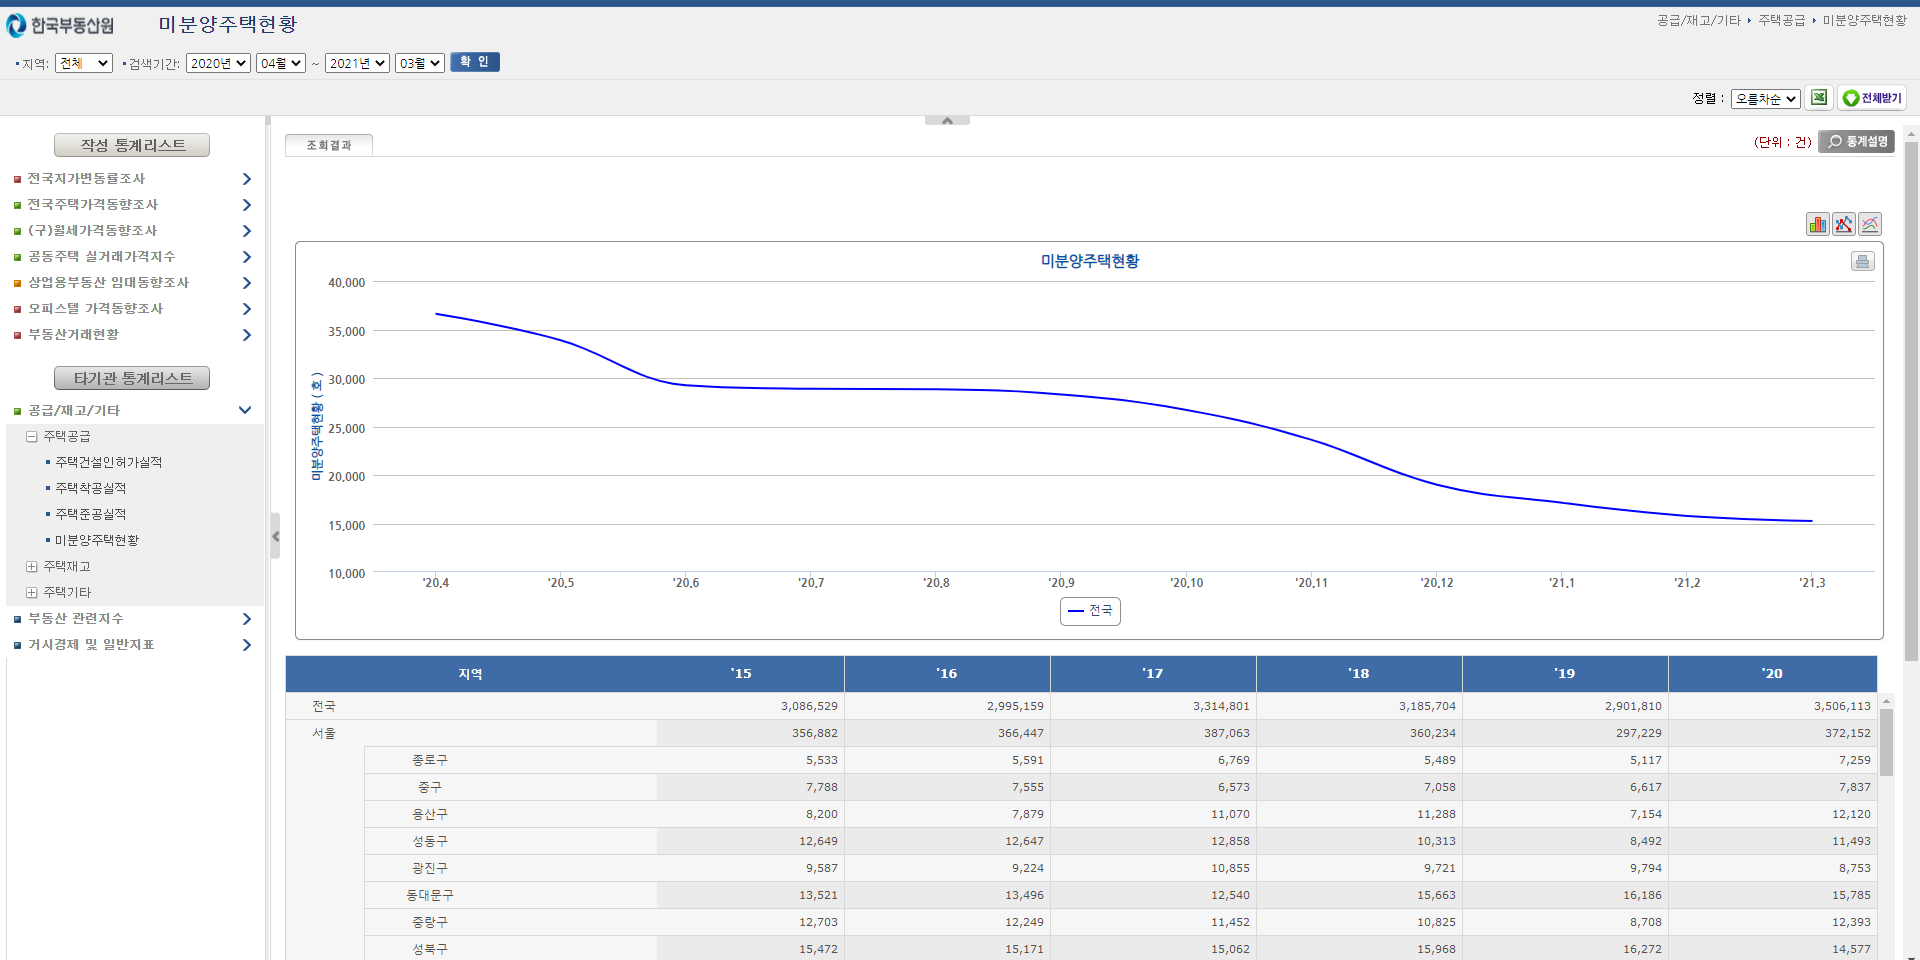 한국부동산원
미분양주택현황
공급/재고/기타 주택공급 미분양주택현황
지역: 전체 검색기간: 2020년 04월 ~ 2021년 03월 확 인
정렬 : 오름차순 전체받기
작성 통계리스트
전국지가변동률조사
전국주택가격동향조사
(구)월세가격동향조사
공동주택 실거래가격지수
상업용부동산 임대동향조사
오피스텔 가격동향조사
부동산거래현황
타기관 통계리스트
공급/재고/기타
주택공급
주택건설인허가실적
주택착공실적
주택준공실적
미분양주택현황
주택재고
주택기타
부동산 관련지수
거시경제 및 일반지표
조회결과
(단위 : 건) 통계설명
미분양주택현황
미분양주택현황 ( 호 )
40,000
35,000
30,000
25,000
20,000
15,000
10,000
'20.4 '20.5 '20.6 '20.7 '20.8 '20.9 '20.10 '20.11 '20.12 '21.1 '21.2 '21.3
전국
지역 '15 '16 '17 '18 '19 '20
전국 3,086,529 2,995,159 3,314,801 3,185,704 2,901,810 3,506,113
서울 356,882 366,447 387,063 360,234 297,229 372,152
종로구 5,533 5,591 6,769 5,489 5,117 7,259
중구 7,788 7,555 6,573 7,058 6,617 7,837
용산구 8,200 7,879 11,070 11,288 7,154 12,120
성동구 12,649 12,647 12,858 10,313 8,492 11,493
광진구 9,587 9,224 10,855 9,721 9,794 8,753
동대문구 13,521 13,496 12,540 15,663 16,186 15,785
중랑구 12,703 12,249 11,452 10,825 8,708 12,393
성북구 15,472 15,171 15,062 15,968 16,272 14,577